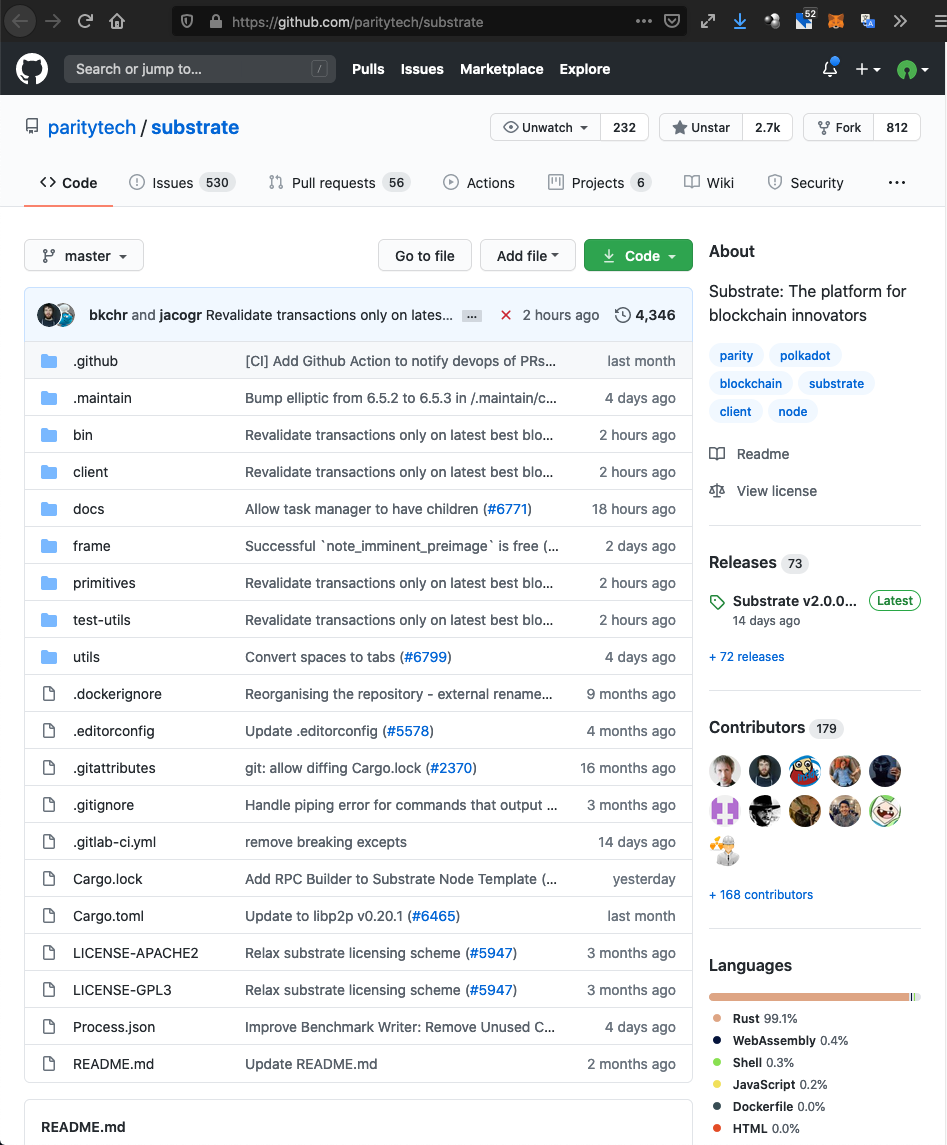 https://github.com/paritytech/substrate
52
Search or jump to... / Pulls Issues Marketplace Explore
paritytech / substrate Unwatch 232 Unstar 2.7k Fork 812
Code Issues 530 Pull requests 56 Actions Projects 6 Wiki Security
master Go to file Add file Code
bkchr and jacogr Revalidate transactions only on lates... ... 2 hours ago 4,346
.github [CI] Add Github Action to notify devops of PRs... last month
.maintain Bump elliptic from 6.5.2 to 6.5.3 in /.maintain/c... 4 days ago
bin Revalidate transactions only on latest best blo... 2 hours ago
client Revalidate transactions only on latest best blo... 2 hours ago
docs Allow task manager to have children (#6771) 18 hours ago
frame Successful `note_imminent_preimage` is free (... 2 days ago
primitives Revalidate transactions only on latest best blo... 2 hours ago
test-utils Revalidate transactions only on latest best blo... 2 hours ago
utils Convert spaces to tabs (#6799) 4 days ago
.dockerignore Reorganising the repository - external rename... 9 months ago
.editorconfig Update .editorconfig (#5578) 4 months ago
.gitattributes git: allow diffing Cargo.lock (#2370) 16 months ago
.gitignore Handle piping error for commands that output ... 3 months ago
.gitlab-ci.yml remove breaking excepts 14 days ago
Cargo.lock Add RPC Builder to Substrate Node Template (... yesterday
Cargo.toml Update to libp2p v0.20.1 (#6465) last month
LICENSE-APACHE2 Relax substrate licensing scheme (#5947) 3 months ago
LICENSE-GPL3 Relax substrate licensing scheme (#5947) 3 months ago
Process.json Improve Benchmark Writer: Remove Unused C... 4 days ago
README.md Update README.md 2 months ago
README.md
About
Substrate: The platform for
blockchain innovators
parity polkadot
blockchain substrate
client node
Readme
View license
Releases 73
Substrate v2.0.0... Latest
14 days ago
+ 72 releases
Contributors 179
+ 168 contributors
Languages
Rust 99.1%
WebAssembly 0.4%
Shell 0.3%
JavaScript 0.2%
Dockerfile 0.0%
HTML 0.0%